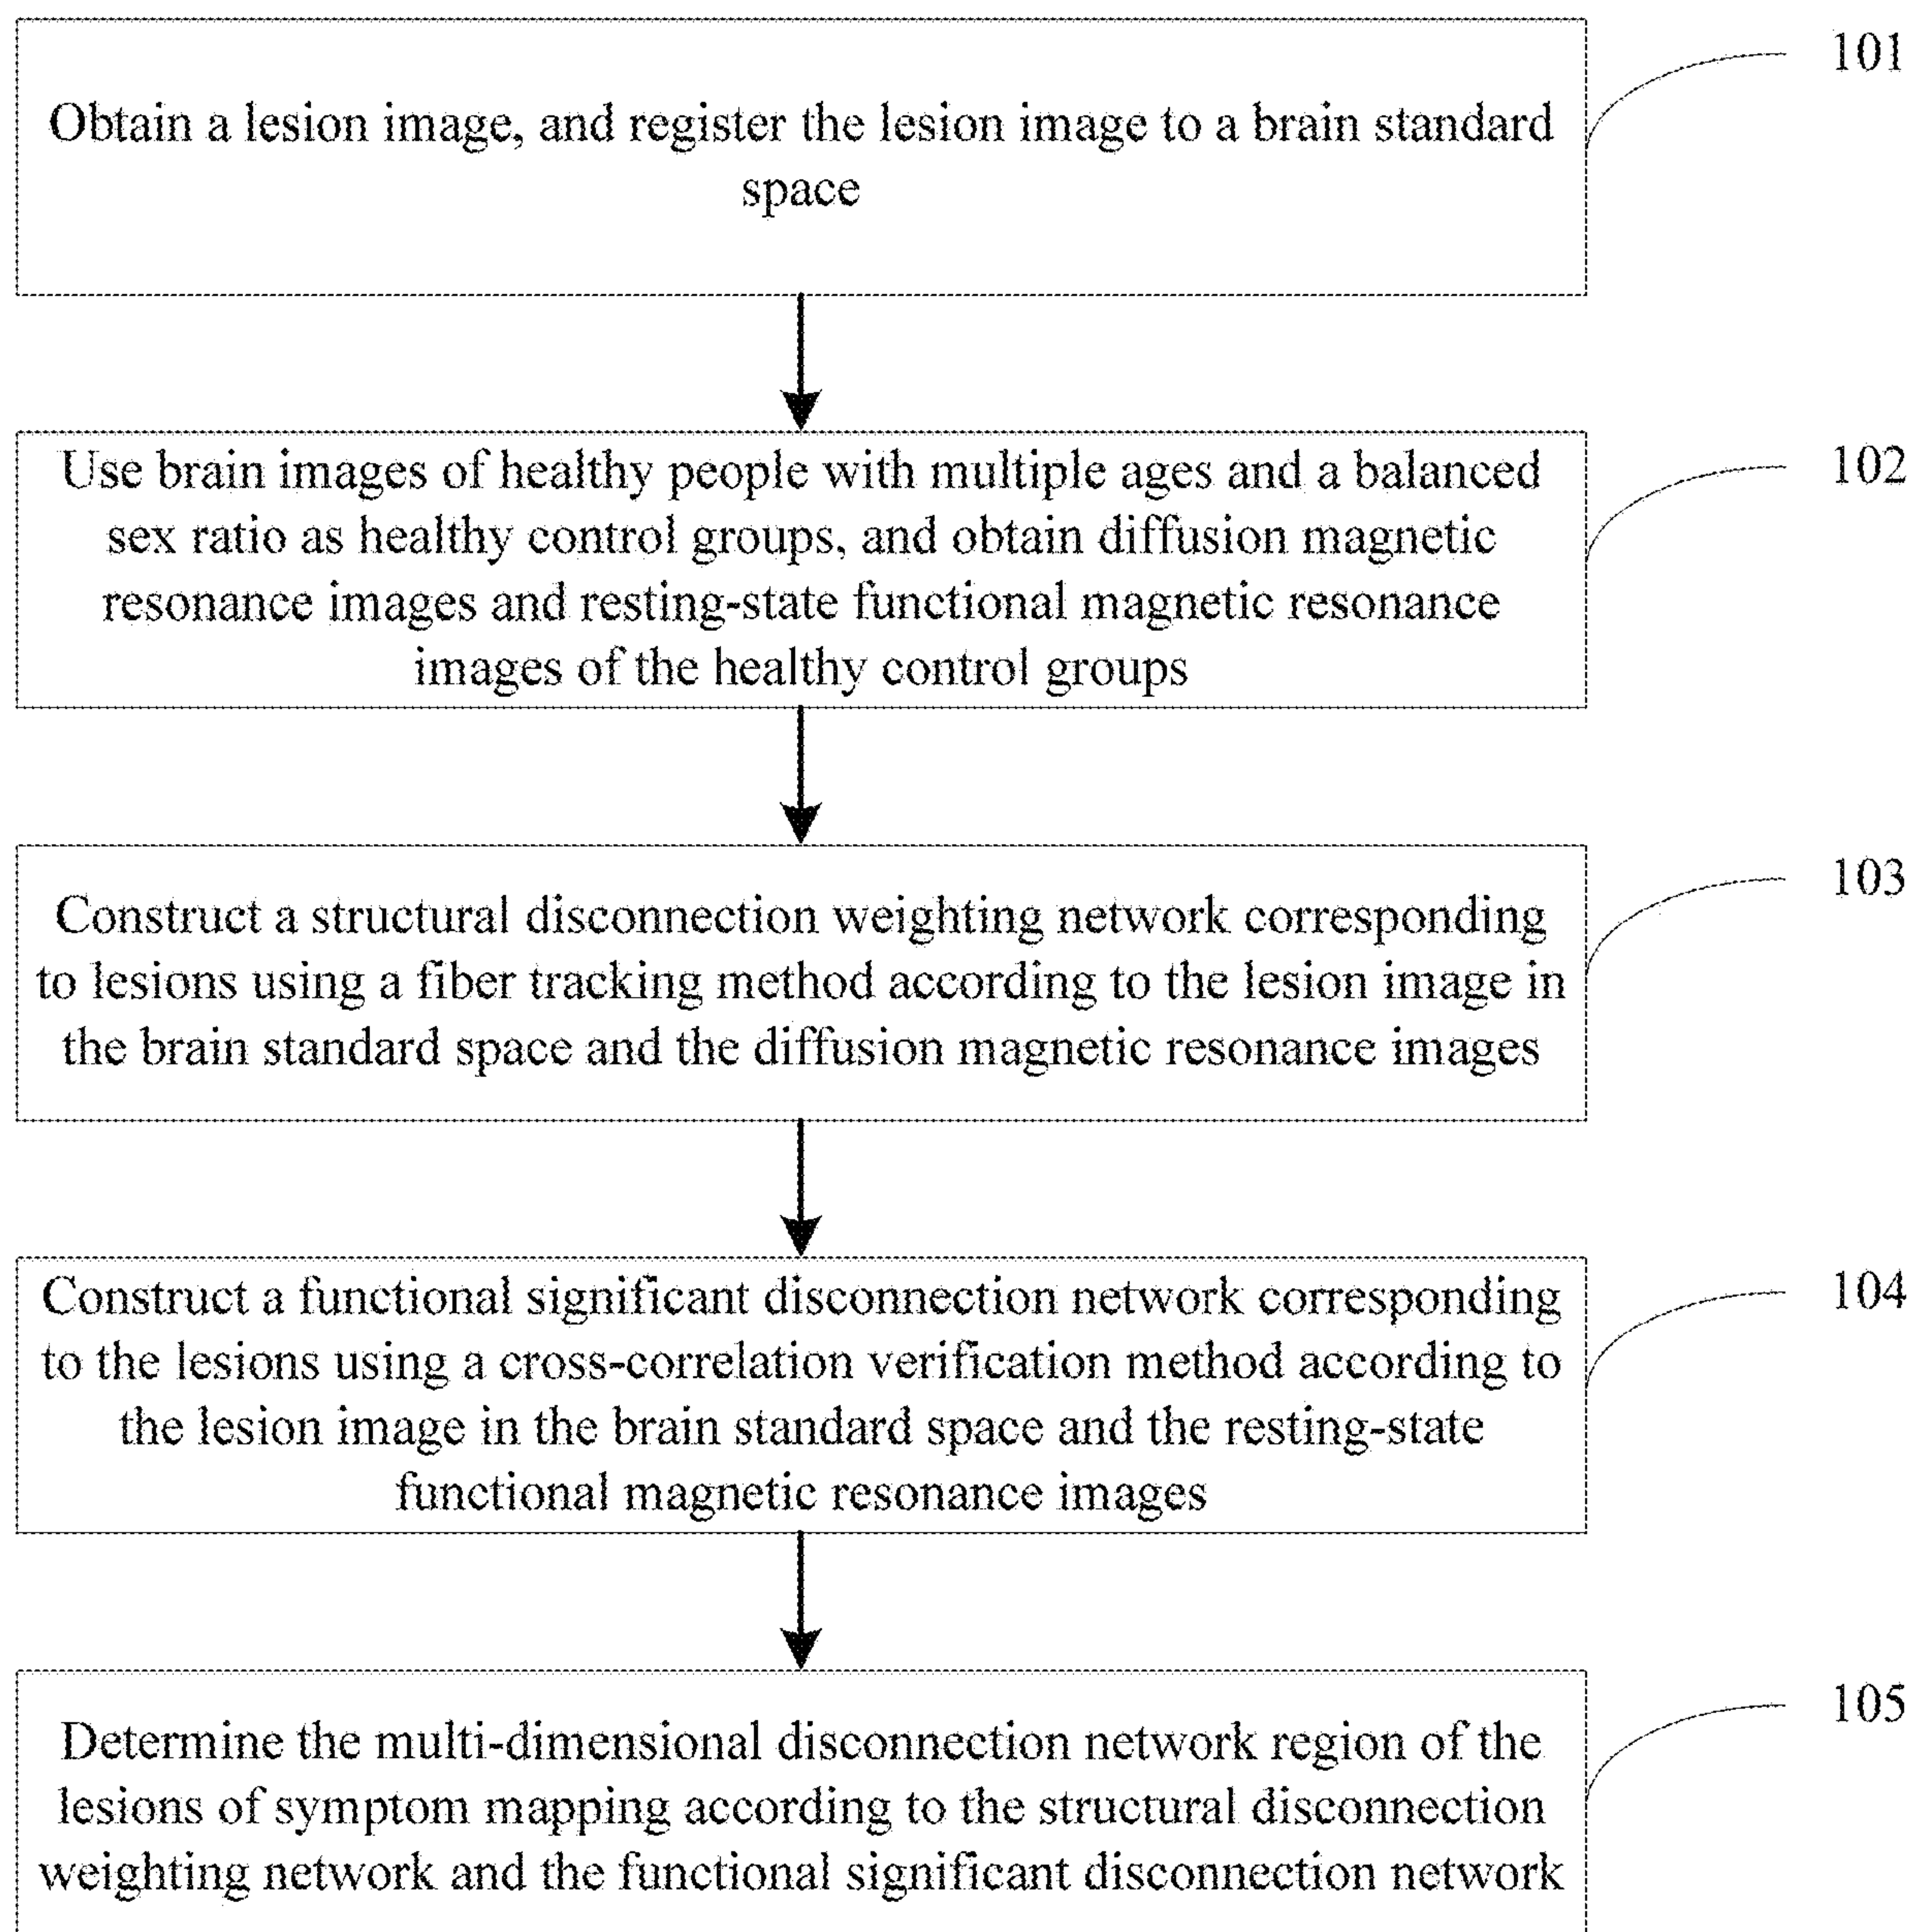 101
Obtain a lesion image, and register the lesion image to a brain standard
space
102
Use brain images of healthy people with multiple ages and a balanced
sex ratio as healthy control groups, and obtain diffusion magnetic
resonance images and resting-state functional magnetic resonance
images of the healthy control groups
103
Construct a structural disconnection weighting network corresponding
to lesions using a fiber tracking method according to the lesion image in
the brain standard space and the diffusion magnetic resonance images
104
Construct a functional significant disconnection network corresponding
to the lesions using a cross-correlation verification method according to
the lesion image in the brain standard space and the resting-state
functional magnetic resonance images
105
Determine the multi-dimensional disconnection network region of the
lesions of symptom mapping according to the structural disconnection
weighting network and the functional significant disconnection network